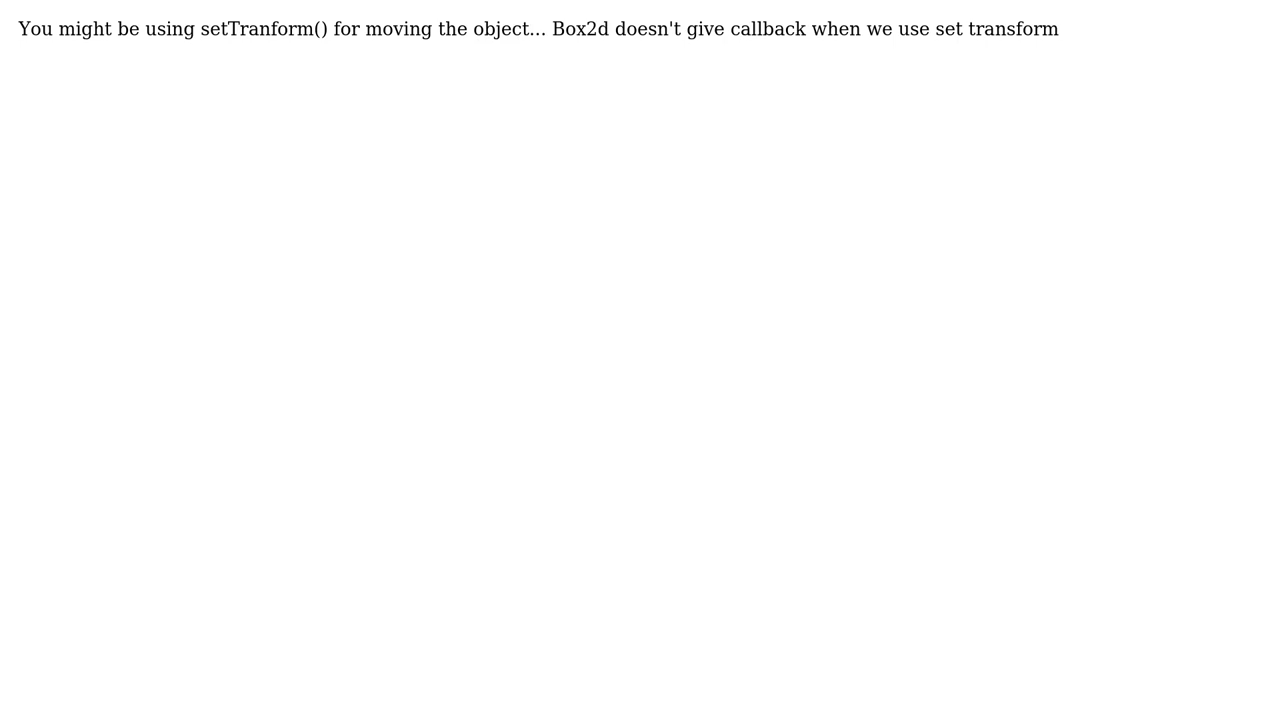 You might be using setTranform() for moving the object... Box2d doesn't give callback when we use set transform